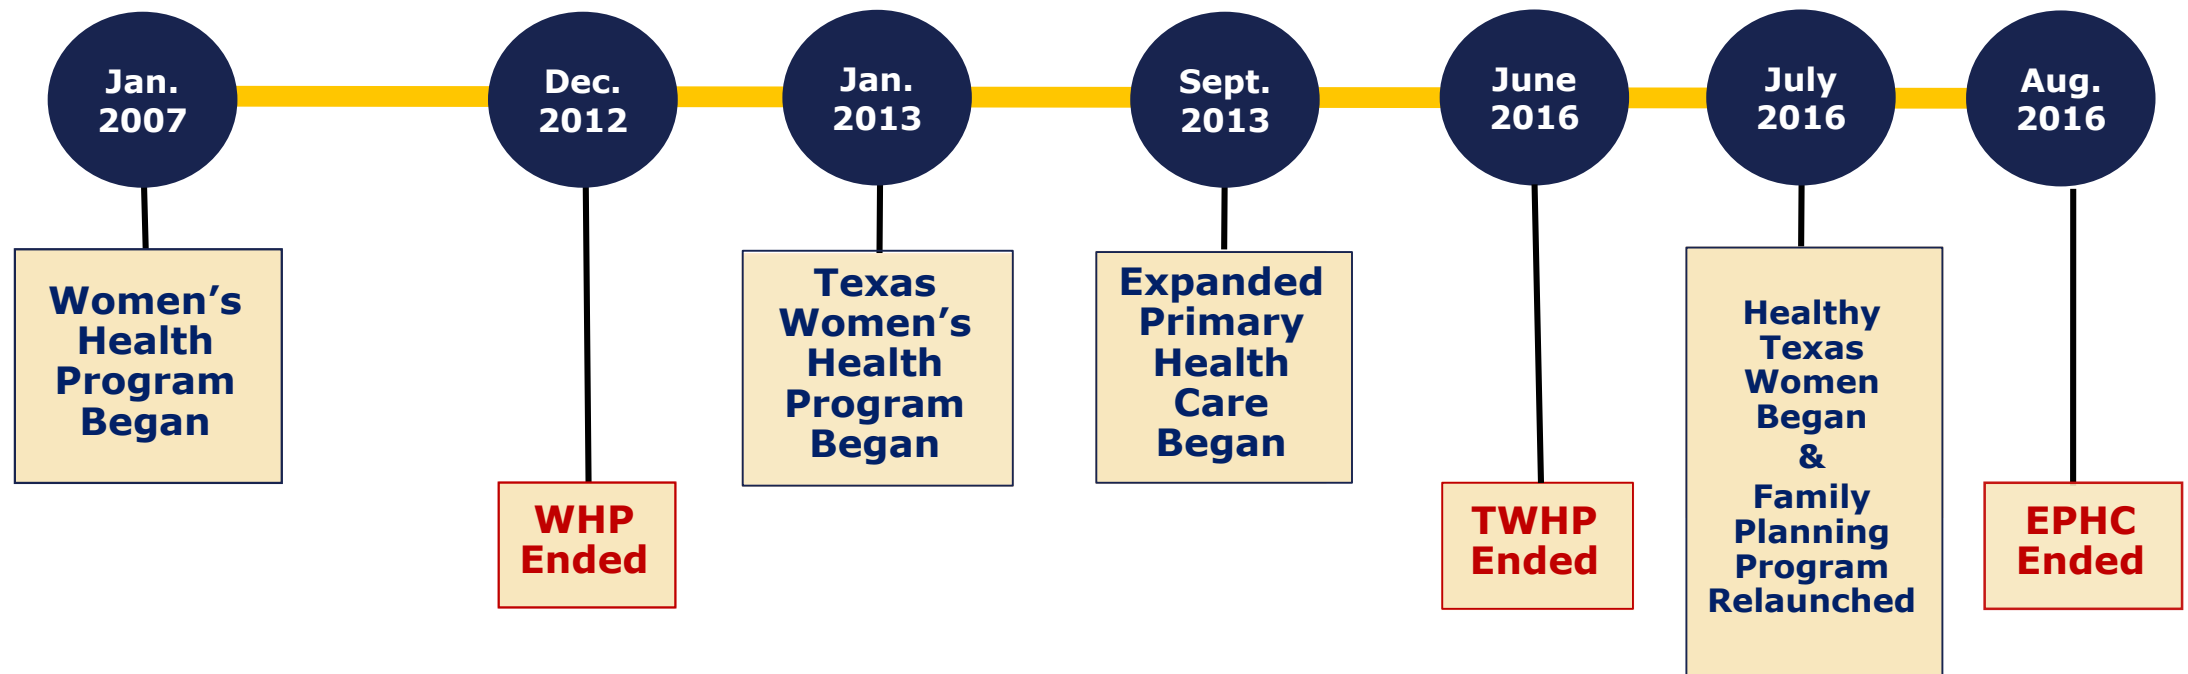 Jan.
2007
Dec.
2012
Jan.
2013
Sept.
2013
June
2016
July
2016
Aug.
2016
Women’s
Health
Program
Began
WHP
Ended
Texas
Women’s
Health
Program
Began
Expanded
Primary
Health
Care
Began
TWHP
Ended
Healthy
Texas
Women
Began
&
Family
Planning
Program
Relaunched
EPHC
Ended